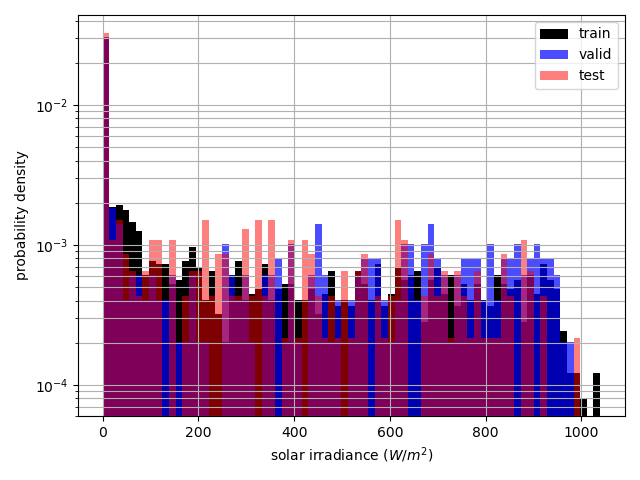 train
valid
test
10⁻²
10⁻³
10⁻⁴
probability density
0 200 400 600 800 1000
solar irradiance (W/m²)